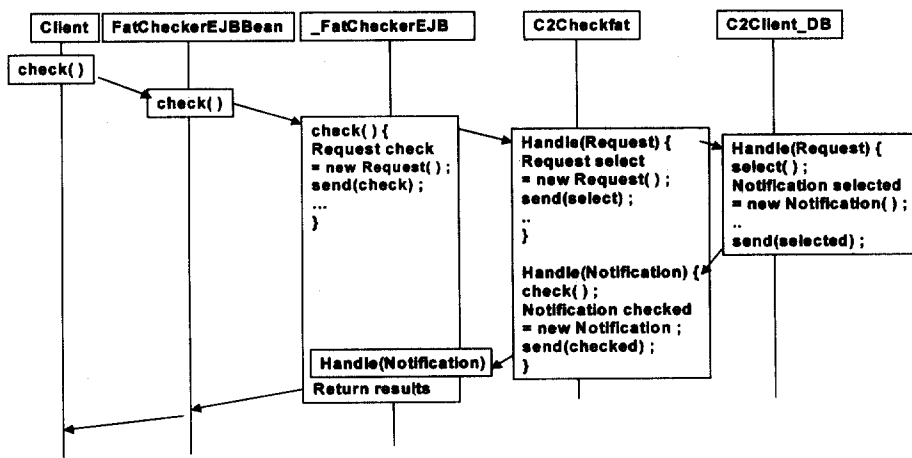 Client
FatCheckerEJBBean
_FatCheckerEJB
C2Checkfat
C2Client_DB
check( )
check( )
check( ) {
Request check
= new Request( ) ;
send(check) ;
...
}
Handle(Notification)
Return results
Handle(Request) {
Request select
= new Request( ) ;
send(select) ;
..
}
Handle(Notification) {
check( ) ;
Notification checked
= new Notification ;
send(checked) ;
}
Handle(Request) {
select( ) ;
Notification selected
= new Notification( ) ;
..
send(selected) ;